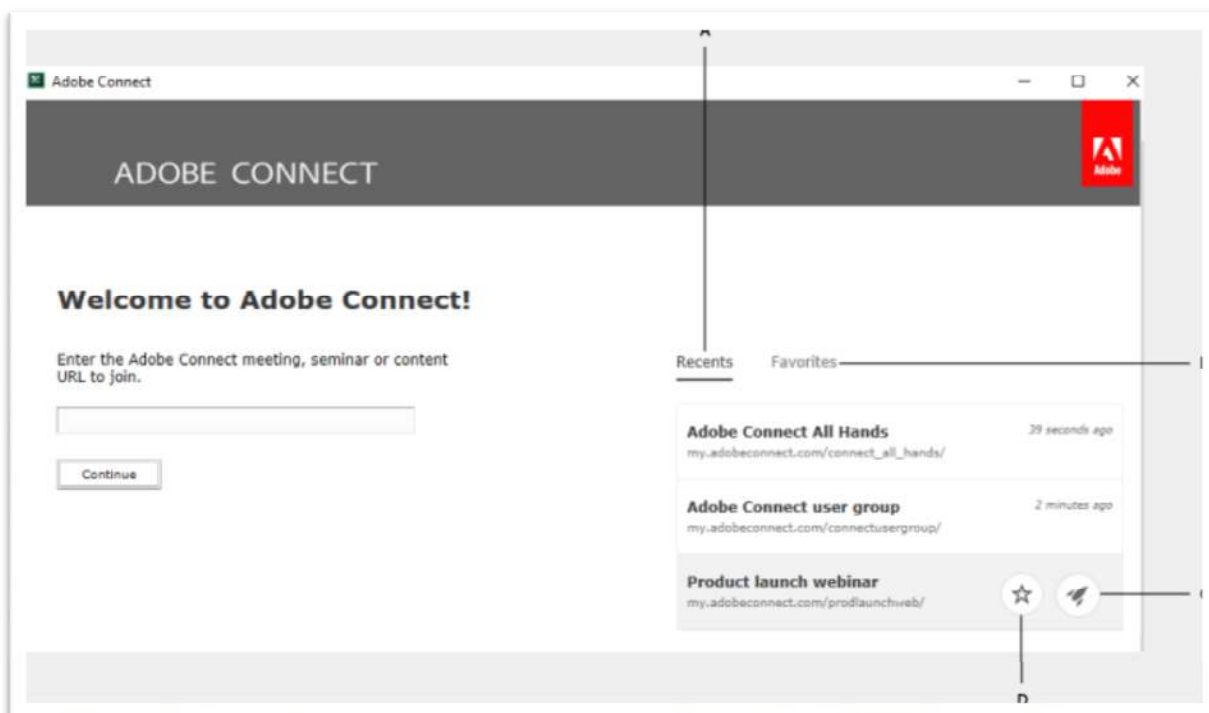 A
Adobe Connect
ADOBE CONNECT
Adobe
Welcome to Adobe Connect!
Enter the Adobe Connect meeting, seminar or content
URL to join.
Continue
Recents Favorites
Adobe Connect All Hands 39 seconds ago
my.adobeconnect.com/connect_all_hands/
Adobe Connect user group 2 minutes ago
my.adobeconnect.com/connectusergroup/
Product launch webinar
my.adobeconnect.com/prodlaunchweb/
D